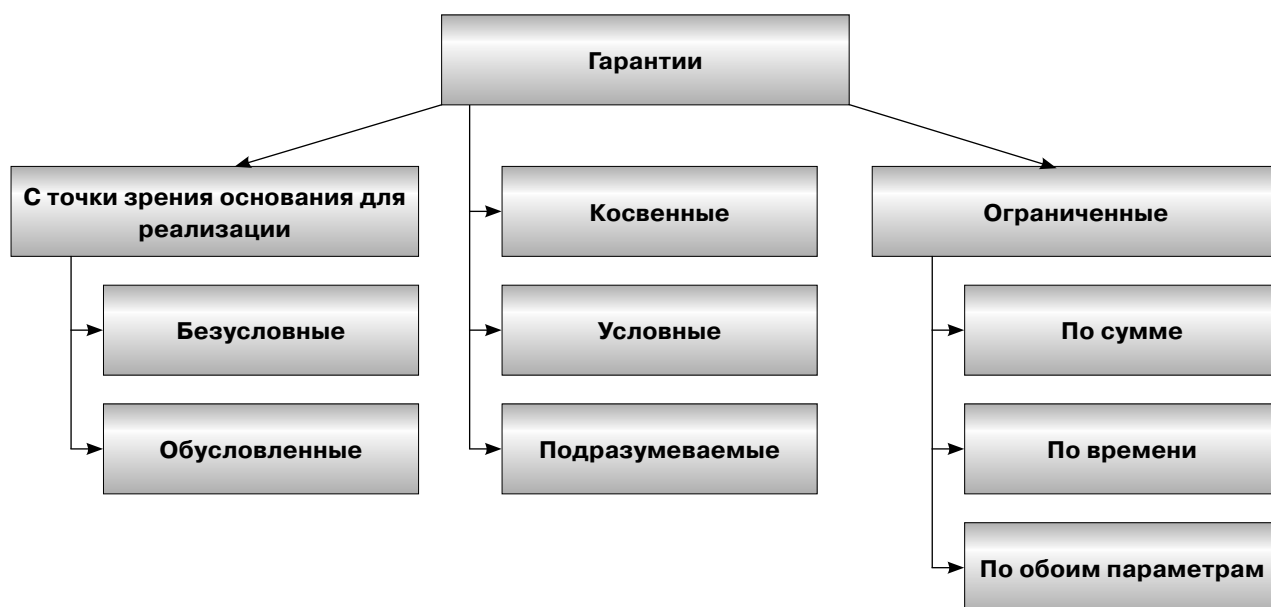 Гарантии
С точки зрения основания для
реализации
Безусловные
Обусловленные
Косвенные
Условные
Подразумеваемые
Ограниченные
По сумме
По времени
По обоим параметрам